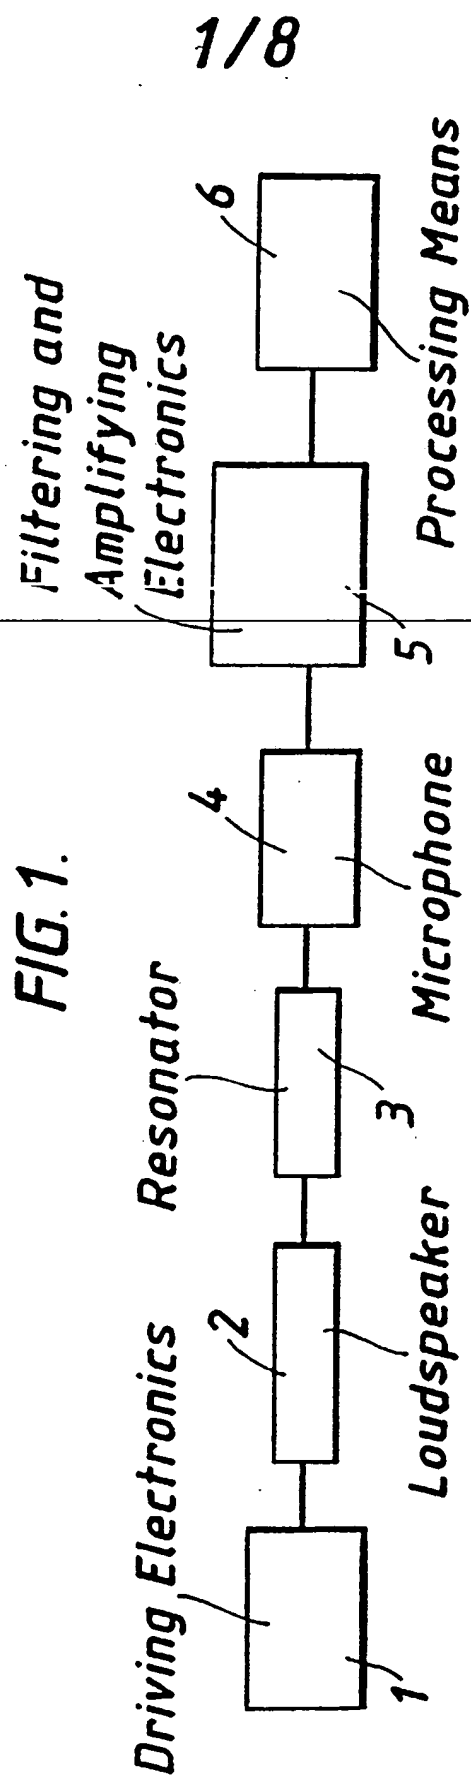 1/8
FIG. 1.
Driving Electronics
1
2
Loudspeaker
Resonator
3
4
Microphone
Filtering and
Amplifying
Electronics
5
6
Processing Means